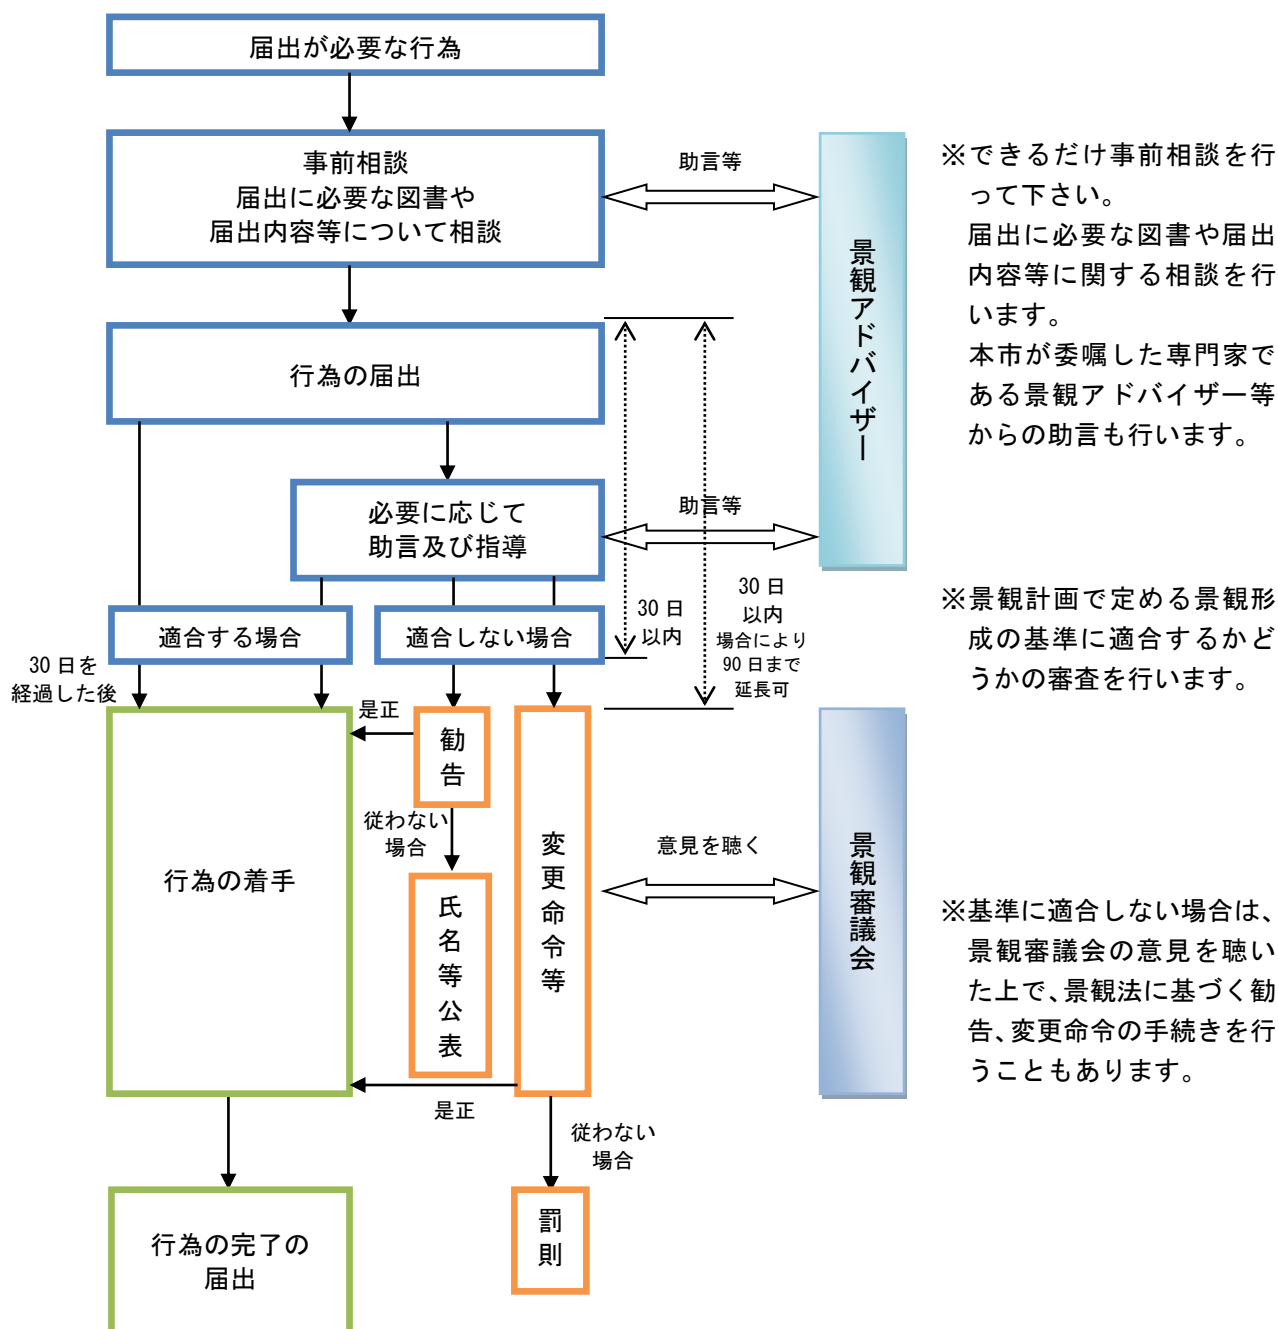 届出が必要な行為
事前相談
届出に必要な図書や
届出内容等について相談
助言等
景観アドバイザー
※できるだけ事前相談を行
って下さい。
届出に必要な図書や届出
内容等に関する相談を行
います。
本市が委嘱した専門家で
ある景観アドバイザー等
からの助言も行います。
行為の届出
必要に応じて
助言及び指導
助言等
適合する場合
適合しない場合
30日
以内
30日
以内
場合により
90日まで
延長可
※景観計画で定める景観形
成の基準に適合するかど
うかの審査を行います。
30日を
経過した後
是正
勧告
従わない
場合
行為の着手
氏名等公表
変更命令等
意見を聴く
景観審議会
※基準に適合しない場合は、
景観審議会の意見を聴い
た上で、景観法に基づく勧
告、変更命令の手続きを行
うこともあります。
是正
従わない
場合
罰則
行為の完了の
届出